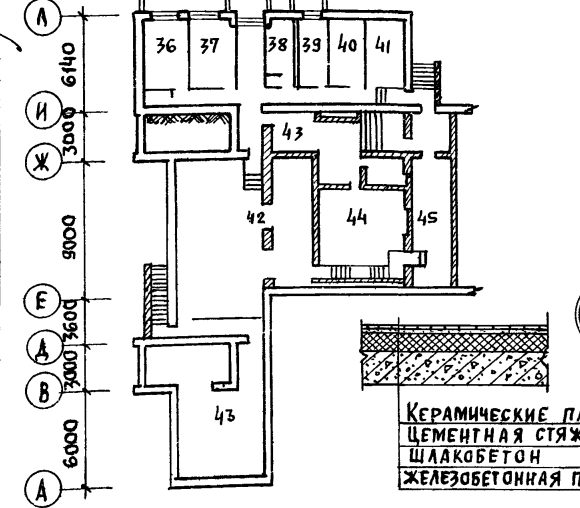 Л
36 37 38 39 40 41
6140
И
43
3000
Ж
42 44 45
9000
Е
3600
Д
3000
В
43
6000
А
КЕРАМИЧЕСКИЕ
ЦЕМЕНТНАЯ
ШЛАКОБЕТОН
ЖЕЛЕЗОБЕТОННАЯ